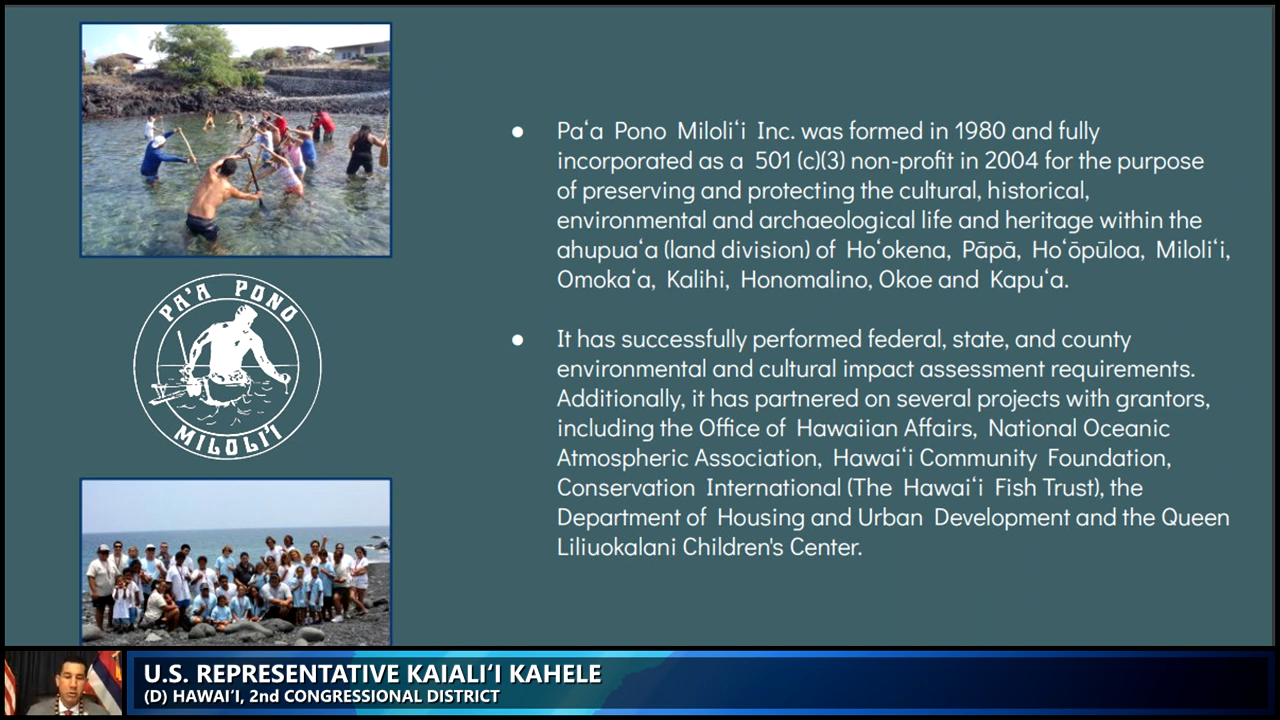 Paʻa Pono Miloliʻi Inc. was formed in 1980 and fully
incorporated as a 501 (c)(3) non-profit in 2004 for the purpose
of preserving and protecting the cultural, historical,
environmental and archaeological life and heritage within the
ahupuaʻa (land division) of Hoʻokena, Pāpā, Hoʻōpūloa, Miloliʻi,
Omokaʻa, Kalihi, Honomalino, Okoe and Kapuʻa.
It has successfully performed federal, state, and county
environmental and cultural impact assessment requirements.
Additionally, it has partnered on several projects with grantors,
including the Office of Hawaiian Affairs, National Oceanic
Atmospheric Association, Hawaiʻi Community Foundation,
Conservation International (The Hawaiʻi Fish Trust), the
Department of Housing and Urban Development and the Queen
Liliuokalani Children's Center.
PA'A PONO
MILOLI'I
U.S. REPRESENTATIVE KAIALIʻI KAHELE
(D) HAWAIʻI, 2nd CONGRESSIONAL DISTRICT